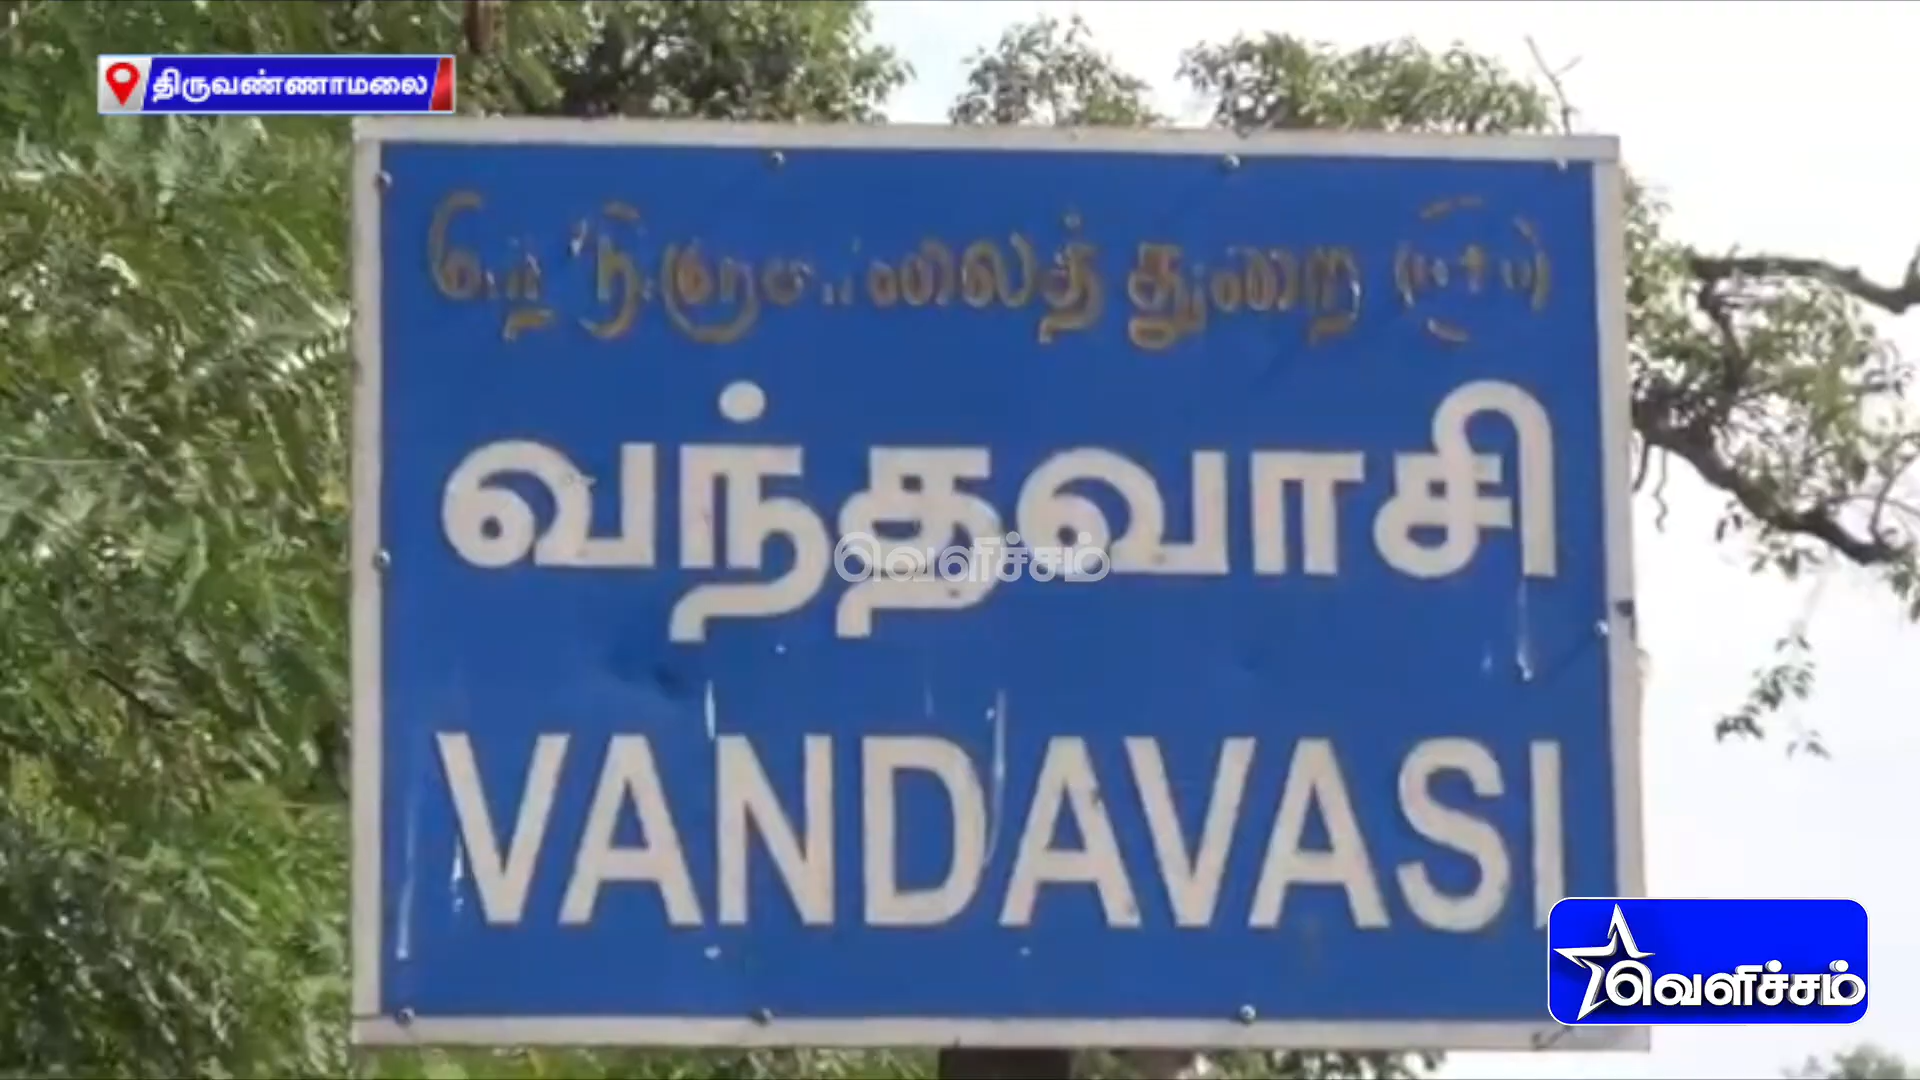 திருவண்ணாமலை
நெடுஞ்சாலைத் துறை
வந்தவாசி
வெளிச்சம்
VANDAVASI
வெளிச்சம்